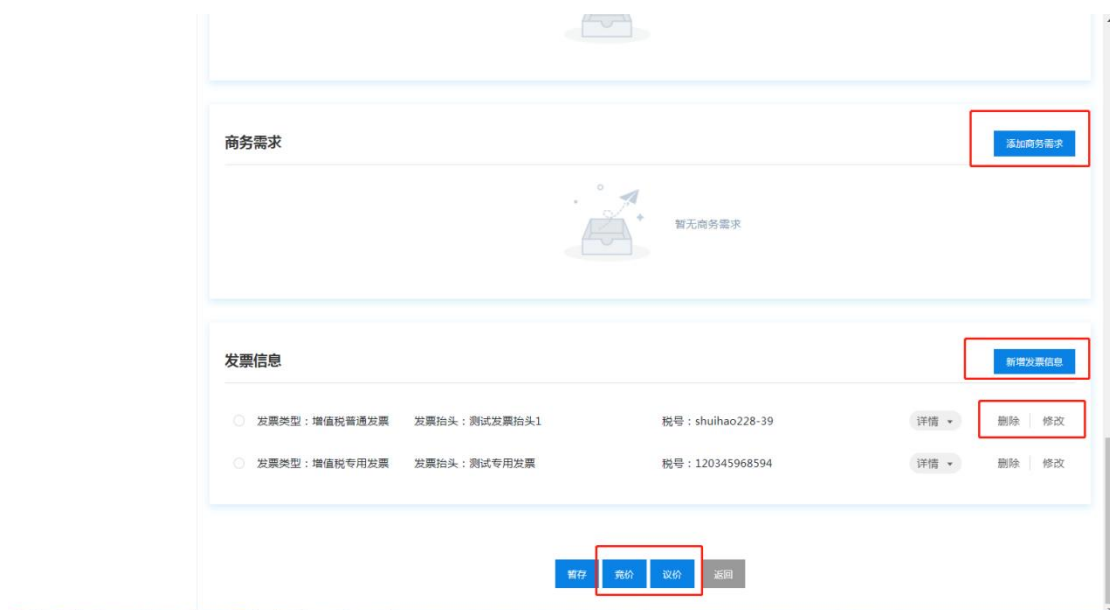 商务需求
添加商务需求
暂无商务需求
发票信息
新增发票信息
发票类型：增值税普通发票 发票抬头：测试发票抬头1 税号：shuihao228-39 详情 删除 修改
发票类型：增值税专用发票 发票抬头：测试专用发票 税号：120345968594 详情 删除 修改
暂存 竞价 议价 返回